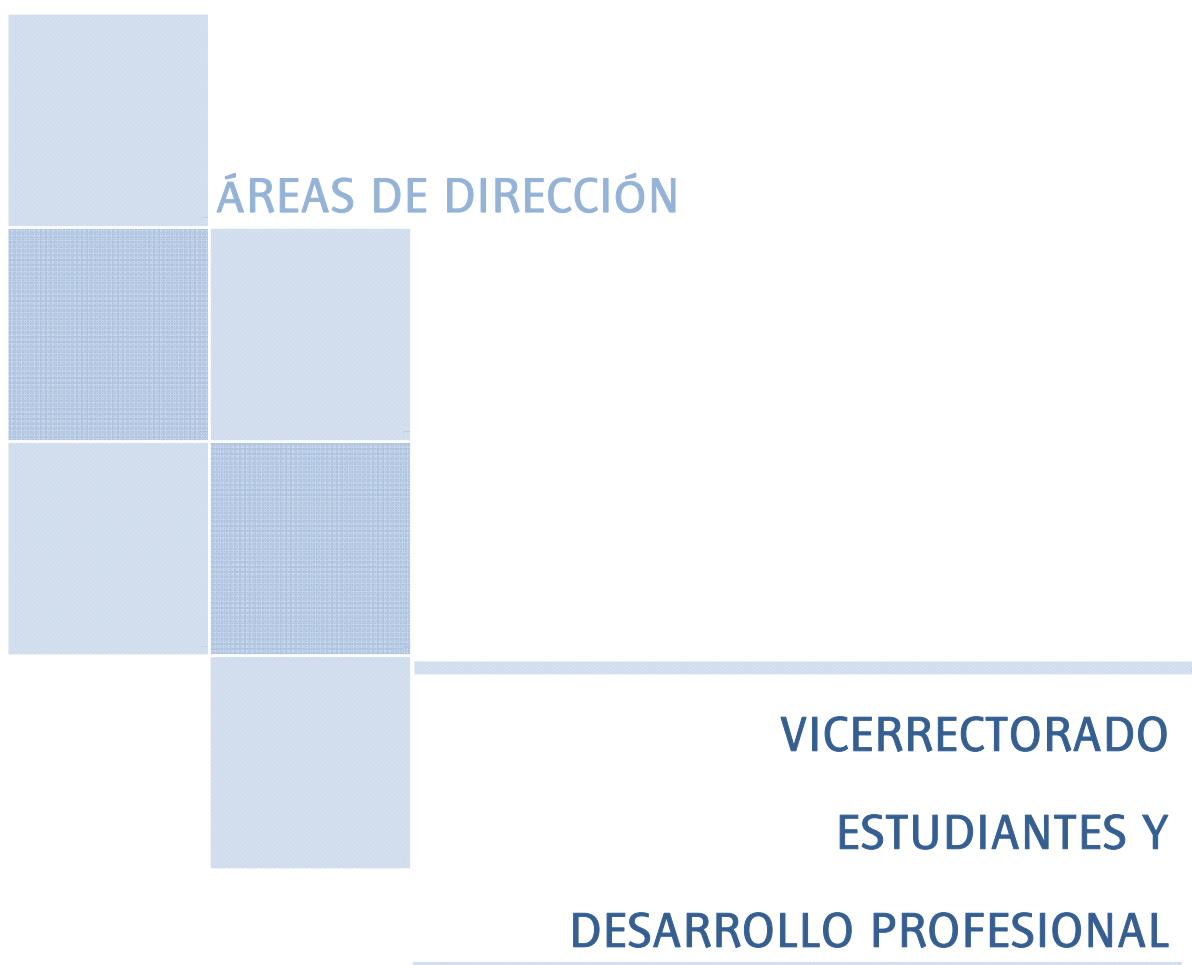 ÁREAS DE DIRECCIÓN
VICERRECTORADO
ESTUDIANTES Y
DESARROLLO PROFESIONAL